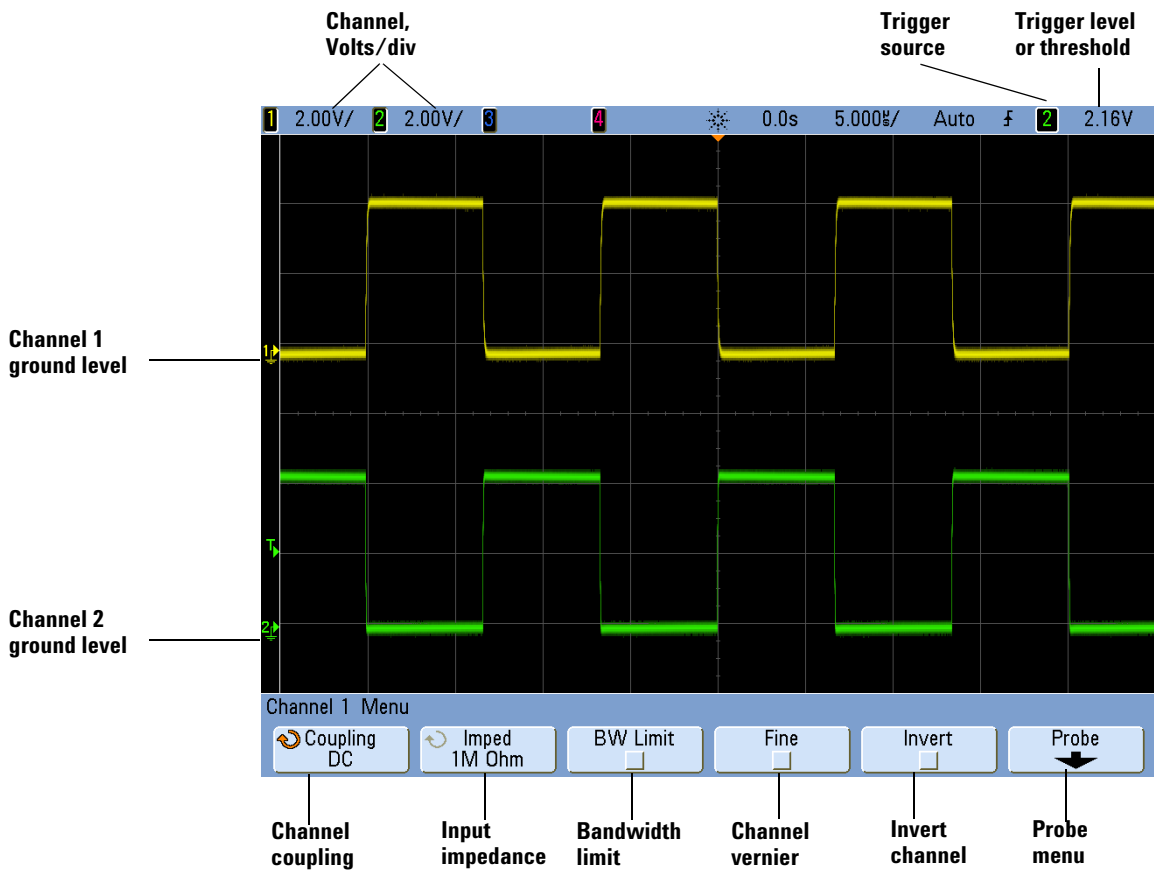 Channel,
Volts/div
Trigger
source
Trigger level
or threshold
1 2.00V/ 2 2.00V/ 3 4 0.0s 5.000µs/ Auto 2 2.16V
Channel 1
ground level
1
T
Channel 2
ground level
2
Channel 1 Menu
Coupling
DC
Imped
1M Ohm
BW Limit
Fine
Invert
Probe
Channel
coupling
Input
impedance
Bandwidth
limit
Channel
vernier
Invert
channel
Probe
menu